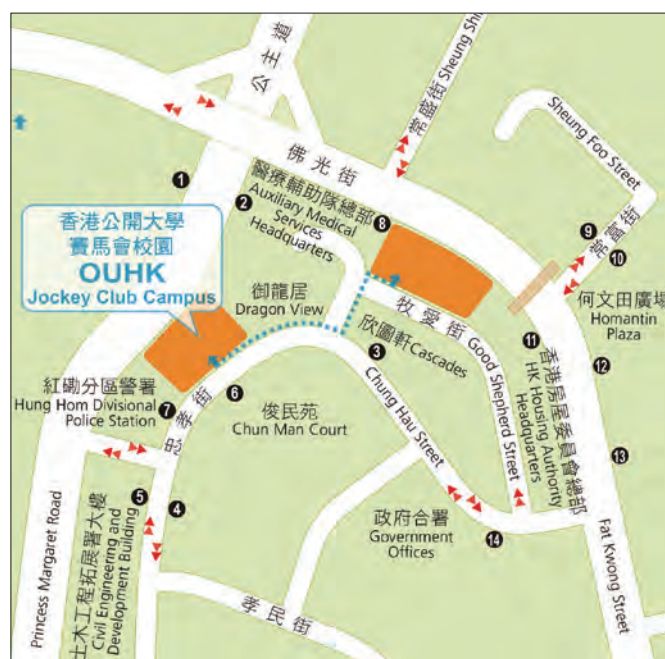 公主道
常盛街 Sheung Shi
Sheung Foo Street
佛光街
1
醫療輔助隊總部
Auxiliary Medical
Services
Headquarters
2
8
9
常富街
10
香港公開大學
賽馬會校園
OUHK
Jockey Club Campus
御龍居
Dragon View
牧愛街 Good Shepherd Street
何文田廣場
Homantin
Plaza
欣圖軒 Cascades
3
11
香港房屋委員會總部
HK Housing Authority
Headquarters
12
紅磡分區警署
Hung Hom Divisional
Police Station
7
6
忠孝街
俊民苑
Chun Man Court
Chung Hau Street
13
5
4
政府合署
Government
Offices
14
Fat Kwong Street
Princess Margaret Road
土木工程拓展署大樓
Civil Engineering and
Development Building
孝民街